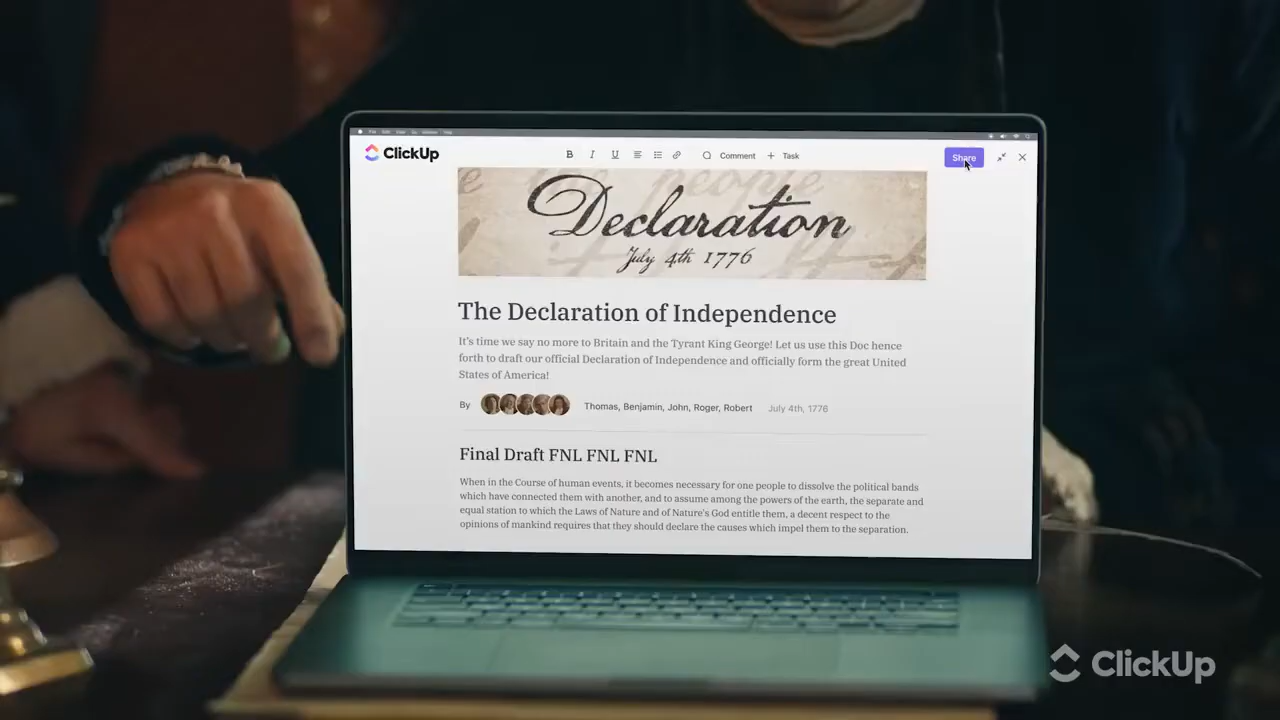 ClickUp
B I U Comment + Task
Share
Declaration
July 4th 1776
The Declaration of Independence
It's time we say no more to Britain and the Tyrant King George! Let us use this Doc hence
forth to draft our official Declaration of Independence and officially form the great United
States of America!
By Thomas, Benjamin, John, Roger, Robert July 4th, 1776
Final Draft FNL FNL FNL
When in the Course of human events, it becomes necessary for one people to dissolve the political bands
which have connected them with another, and to assume among the powers of the earth, the separate and
equal station to which the Laws of Nature and of Nature's God entitle them, a decent respect to the
opinions of mankind requires that they should declare the causes which impel them to the separation.
ClickUp